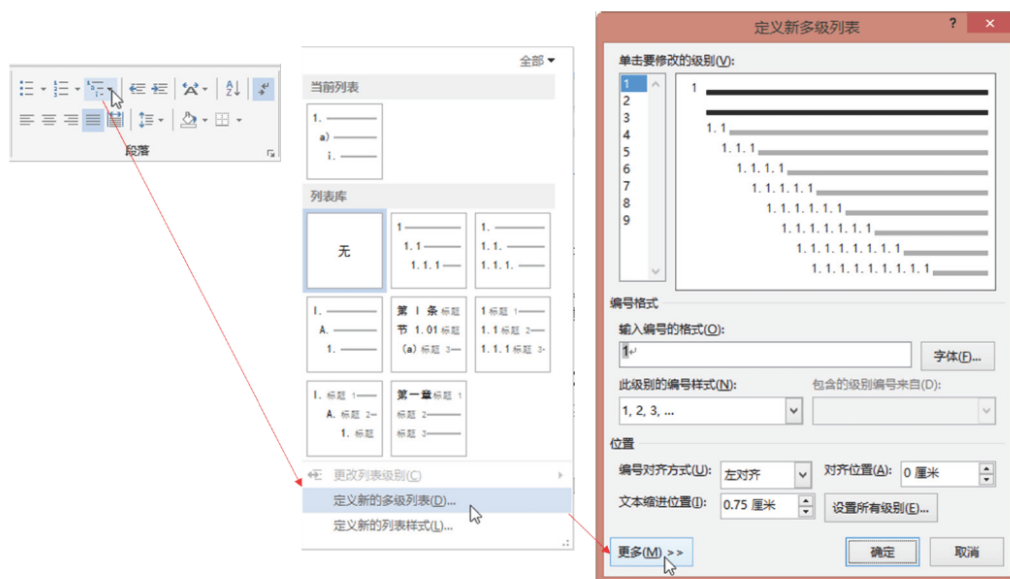 段落
全部
当前列表
1.
a)
i.
列表库
无
1
1.1
1.1.1
1.
1.1.
1.1.1.
I.
A.
1.
第 I 条 标题
节 1.01 标题
(a) 标题 3
1 标题 1
1.1 标题 2
1.1.1 标题 3
I. 标题 1
A. 标题 2
1. 标题
第一章 标题 1
标题 2
标题 3
更改列表级别(C)
定义新的多级列表(D)...
定义新的列表样式(L)...
定义新多级列表
?
×
单击要修改的级别(V):
1
2
3
4
5
6
7
8
9
1
1.1
1.1.1
1.1.1.1
1.1.1.1.1
1.1.1.1.1.1
1.1.1.1.1.1.1
1.1.1.1.1.1.1.1
1.1.1.1.1.1.1.1.1
编号格式
输入编号的格式(O):
1
字体(F)...
此级别的编号样式(N):
包含的级别编号来自(D):
1, 2, 3, ...
位置
编号对齐方式(U):
左对齐
对齐位置(A):
0 厘米
文本缩进位置(I):
0.75 厘米
设置所有级别(E)...
更多(M) >>
确定
取消